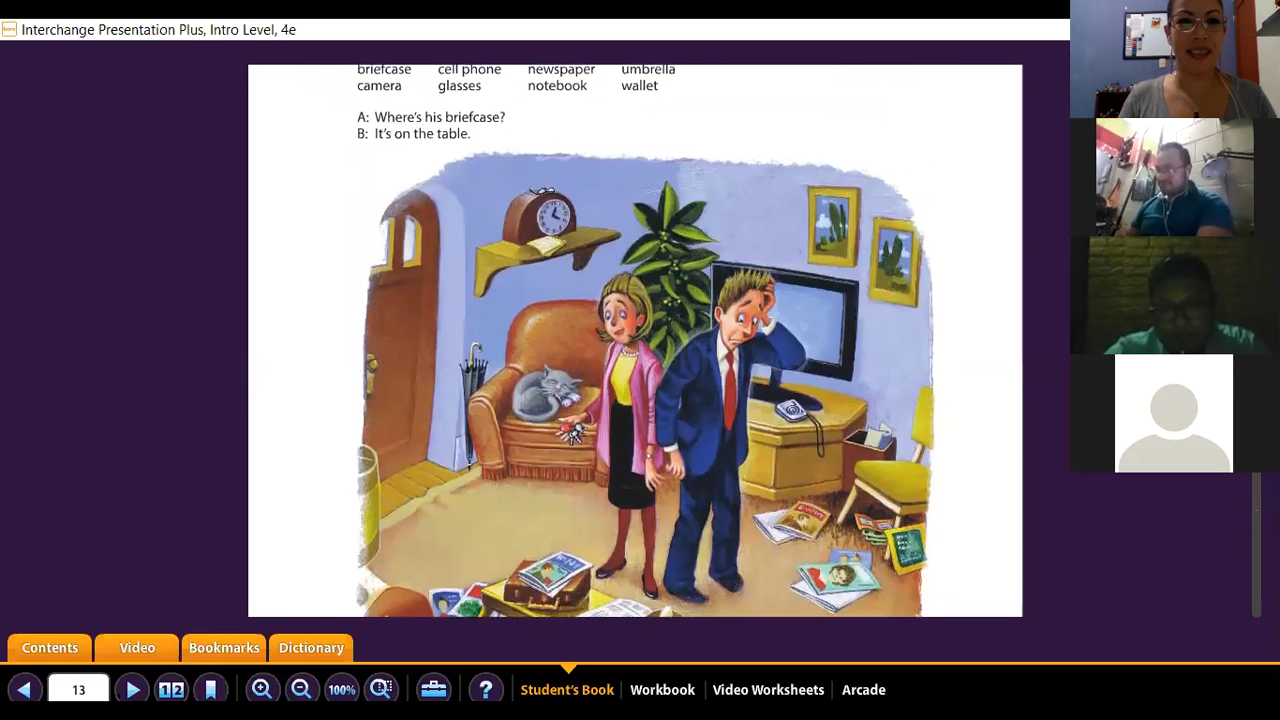 Interchange Presentation Plus, Intro Level, 4e
briefcase cell phone newspaper umbrella
camera glasses notebook wallet
A: Where's his briefcase?
B: It's on the table.
Contents Video Bookmarks Dictionary
13 12 100% ? Student's Book Workbook Video Worksheets Arcade